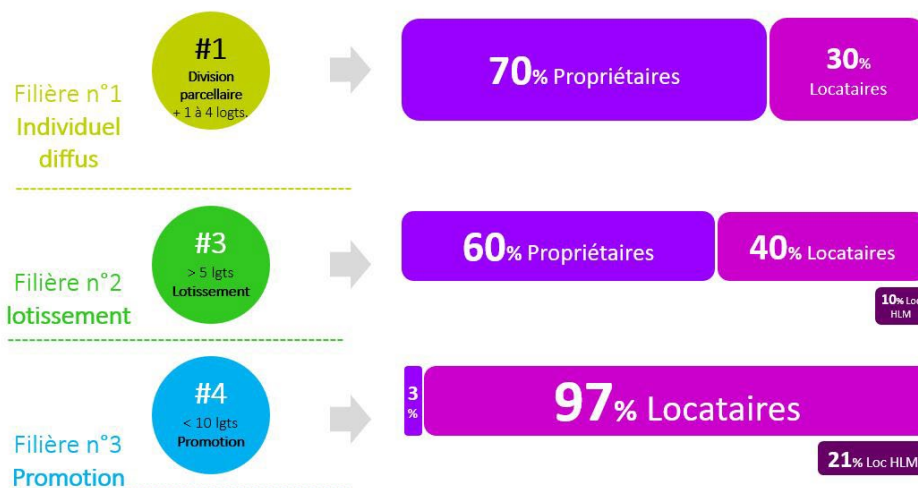 Filière n°1
Individuel
diffus
#1
Division
parcellaire
+ 1 à 4 logts.
70% Propriétaires
30%
Locataires
Filière n°2
lotissement
#3
> 5 lgts
Lotissement
60% Propriétaires
40% Locataires
10% Loc
HLM
Filière n°3
Promotion
#4
< 10 lgts
Promotion
3
%
97% Locataires
21% Loc HLM